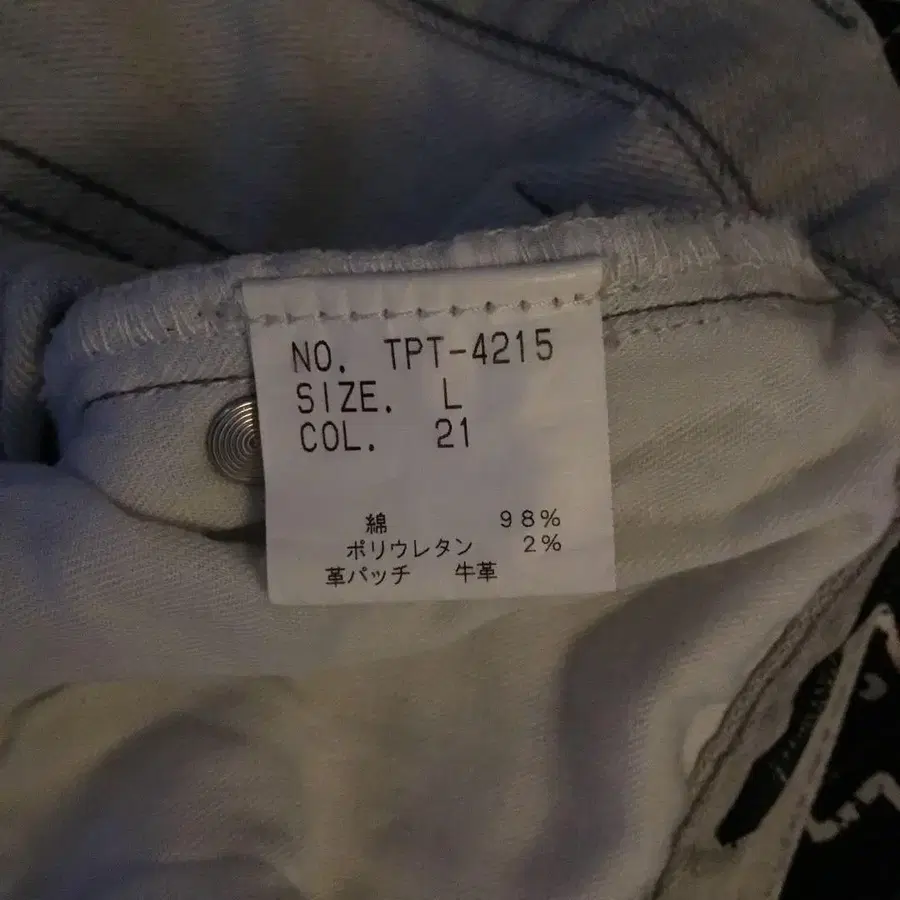 NO. TPT-4215
SIZE. L
COL. 21
綿 98%
ポリウレタン 2%
革パッチ 牛革